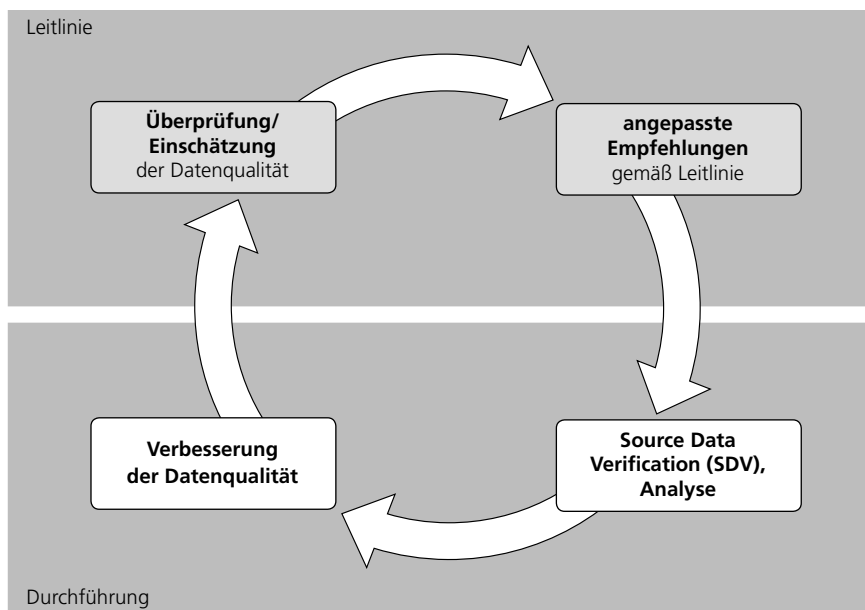 Leitlinie
Überprüfung/
Einschätzung
der Datenqualität
angepasste
Empfehlungen
gemäß Leitlinie
Verbesserung
der Datenqualität
Source Data
Verification (SDV),
Analyse
Durchführung